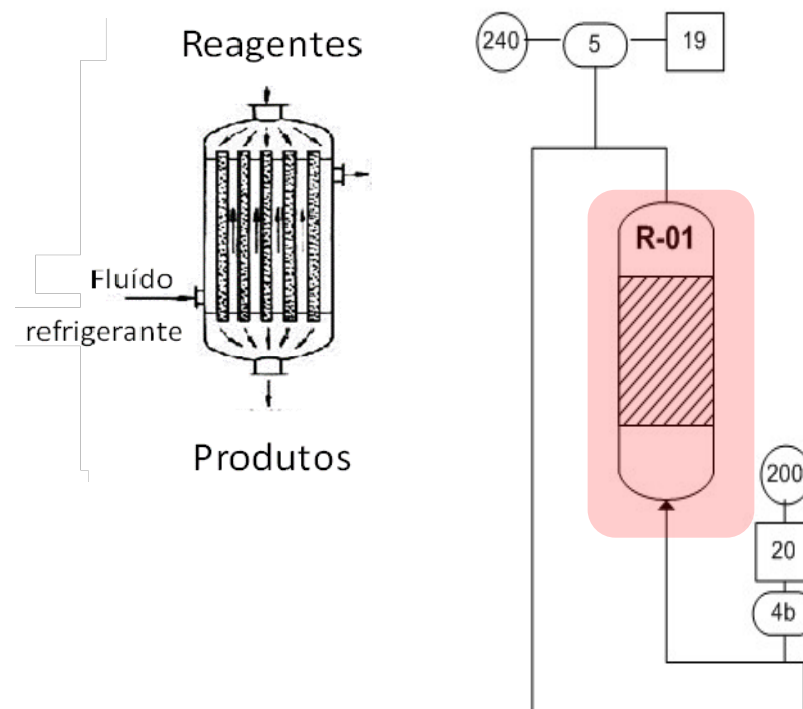 Reagentes
Fluído
refrigerante
Produtos
240
5
19
R-01
200
20
4b